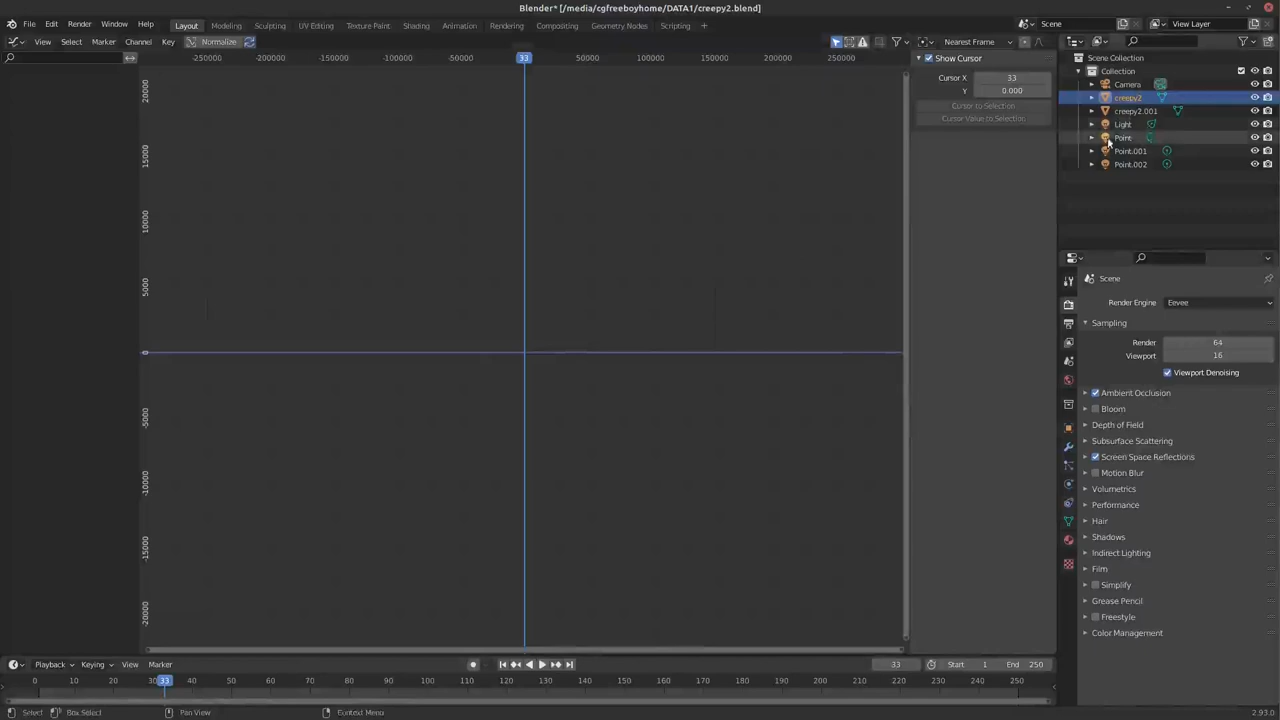 Blender* [/media/cgfreeboyhome/DATA1/creepy2.blend]
File Edit Render Window Help Layout Modeling Sculpting UV Editing Texture Paint Shading Animation Rendering Compositing Geometry Nodes Scripting + Scene View Layer
View Select Marker Channel Key Normalize Nearest Frame
-250000 -200000 -150000 -100000 -50000 33 50000 100000 150000 200000 250000
Show Cursor
Cursor X 33
Y 0.000
Cursor to Selection
Cursor Value to Selection
20000
15000
10000
5000
0
-5000
-10000
-15000
-20000
Scene Collection
Collection
Camera
creepy2
creepy2.001
Light
Point
Point.001
Point.002
Scene
Render Engine Eevee
Sampling
Render 64
Viewport 16
Viewport Denoising
Ambient Occlusion
Bloom
Depth of Field
Subsurface Scattering
Screen Space Reflections
Motion Blur
Volumetrics
Performance
Hair
Shadows
Indirect Lighting
Film
Simplify
Grease Pencil
Freestyle
Color Management
Playback Keying View Marker 33 Start 1 End 250
0 10 20 30 33 40 50 60 70 80 90 100 110 120 130 140 150 160 170 180 190 200 210 220 230 240 250
Select Box Select Pan View Context Menu 2.93.0